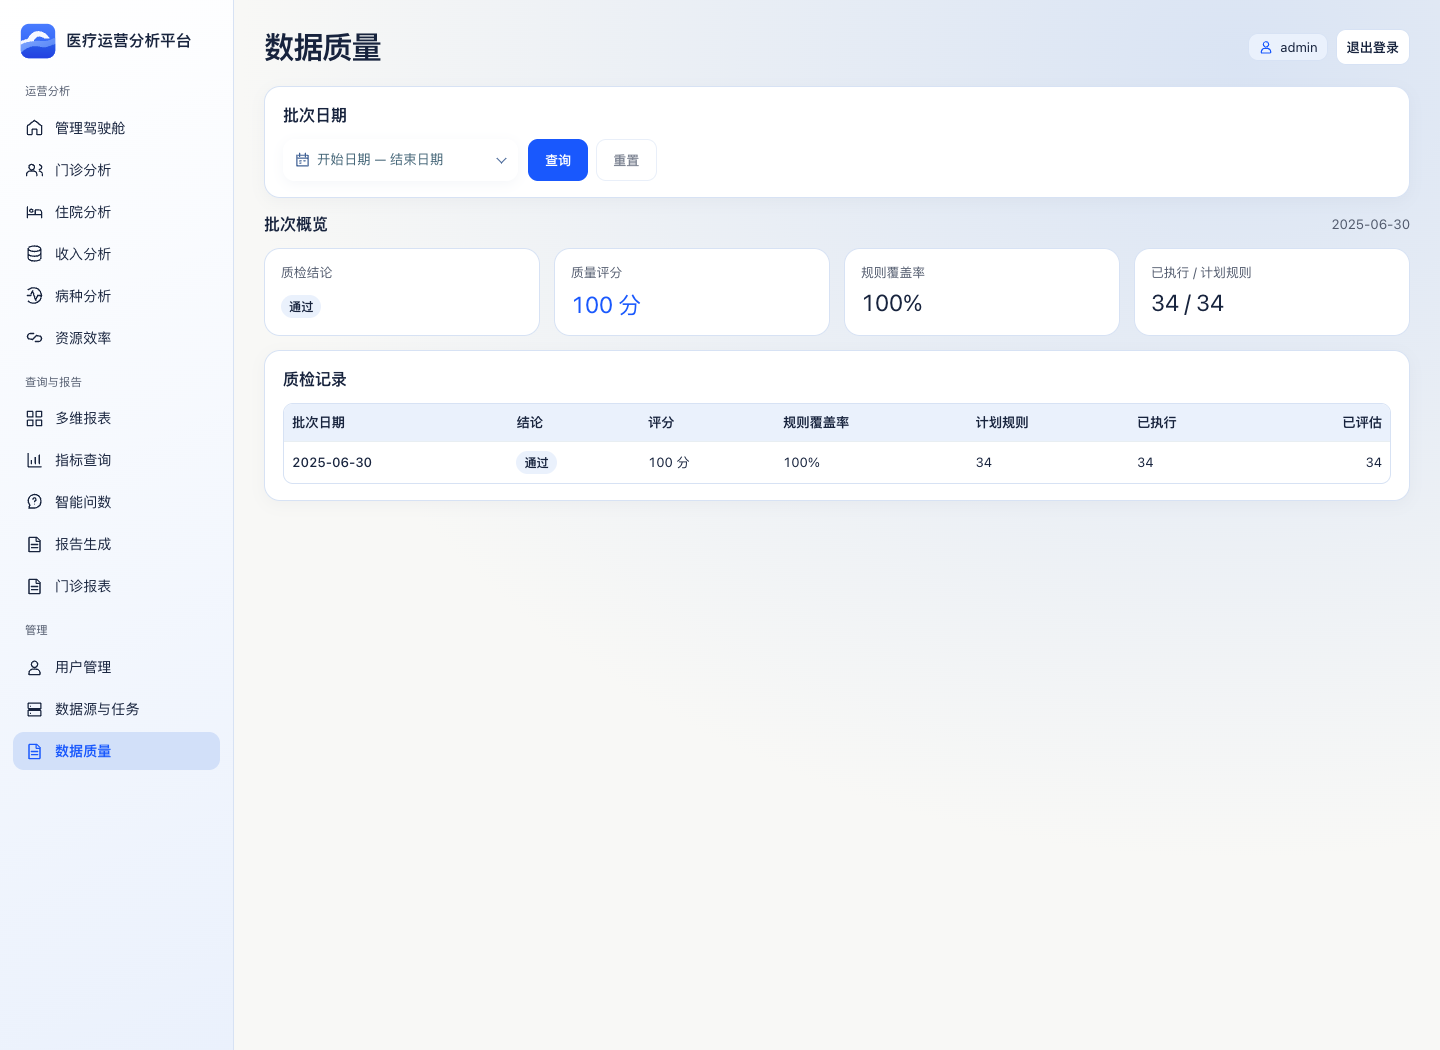 医疗运营分析平台
运营分析
管理驾驶舱
门诊分析
住院分析
收入分析
病种分析
资源效率
查询与报告
多维报表
指标查询
智能问数
报告生成
门诊报表
管理
用户管理
数据源与任务
数据质量
数据质量
admin
退出登录
批次日期
开始日期 — 结束日期
查询
重置
批次概览
2025-06-30
质检结论
通过
质量评分
100 分
规则覆盖率
100%
已执行 / 计划规则
34 / 34
质检记录
批次日期 结论 评分 规则覆盖率 计划规则 已执行 已评估
2025-06-30 通过 100 分 100% 34 34 34